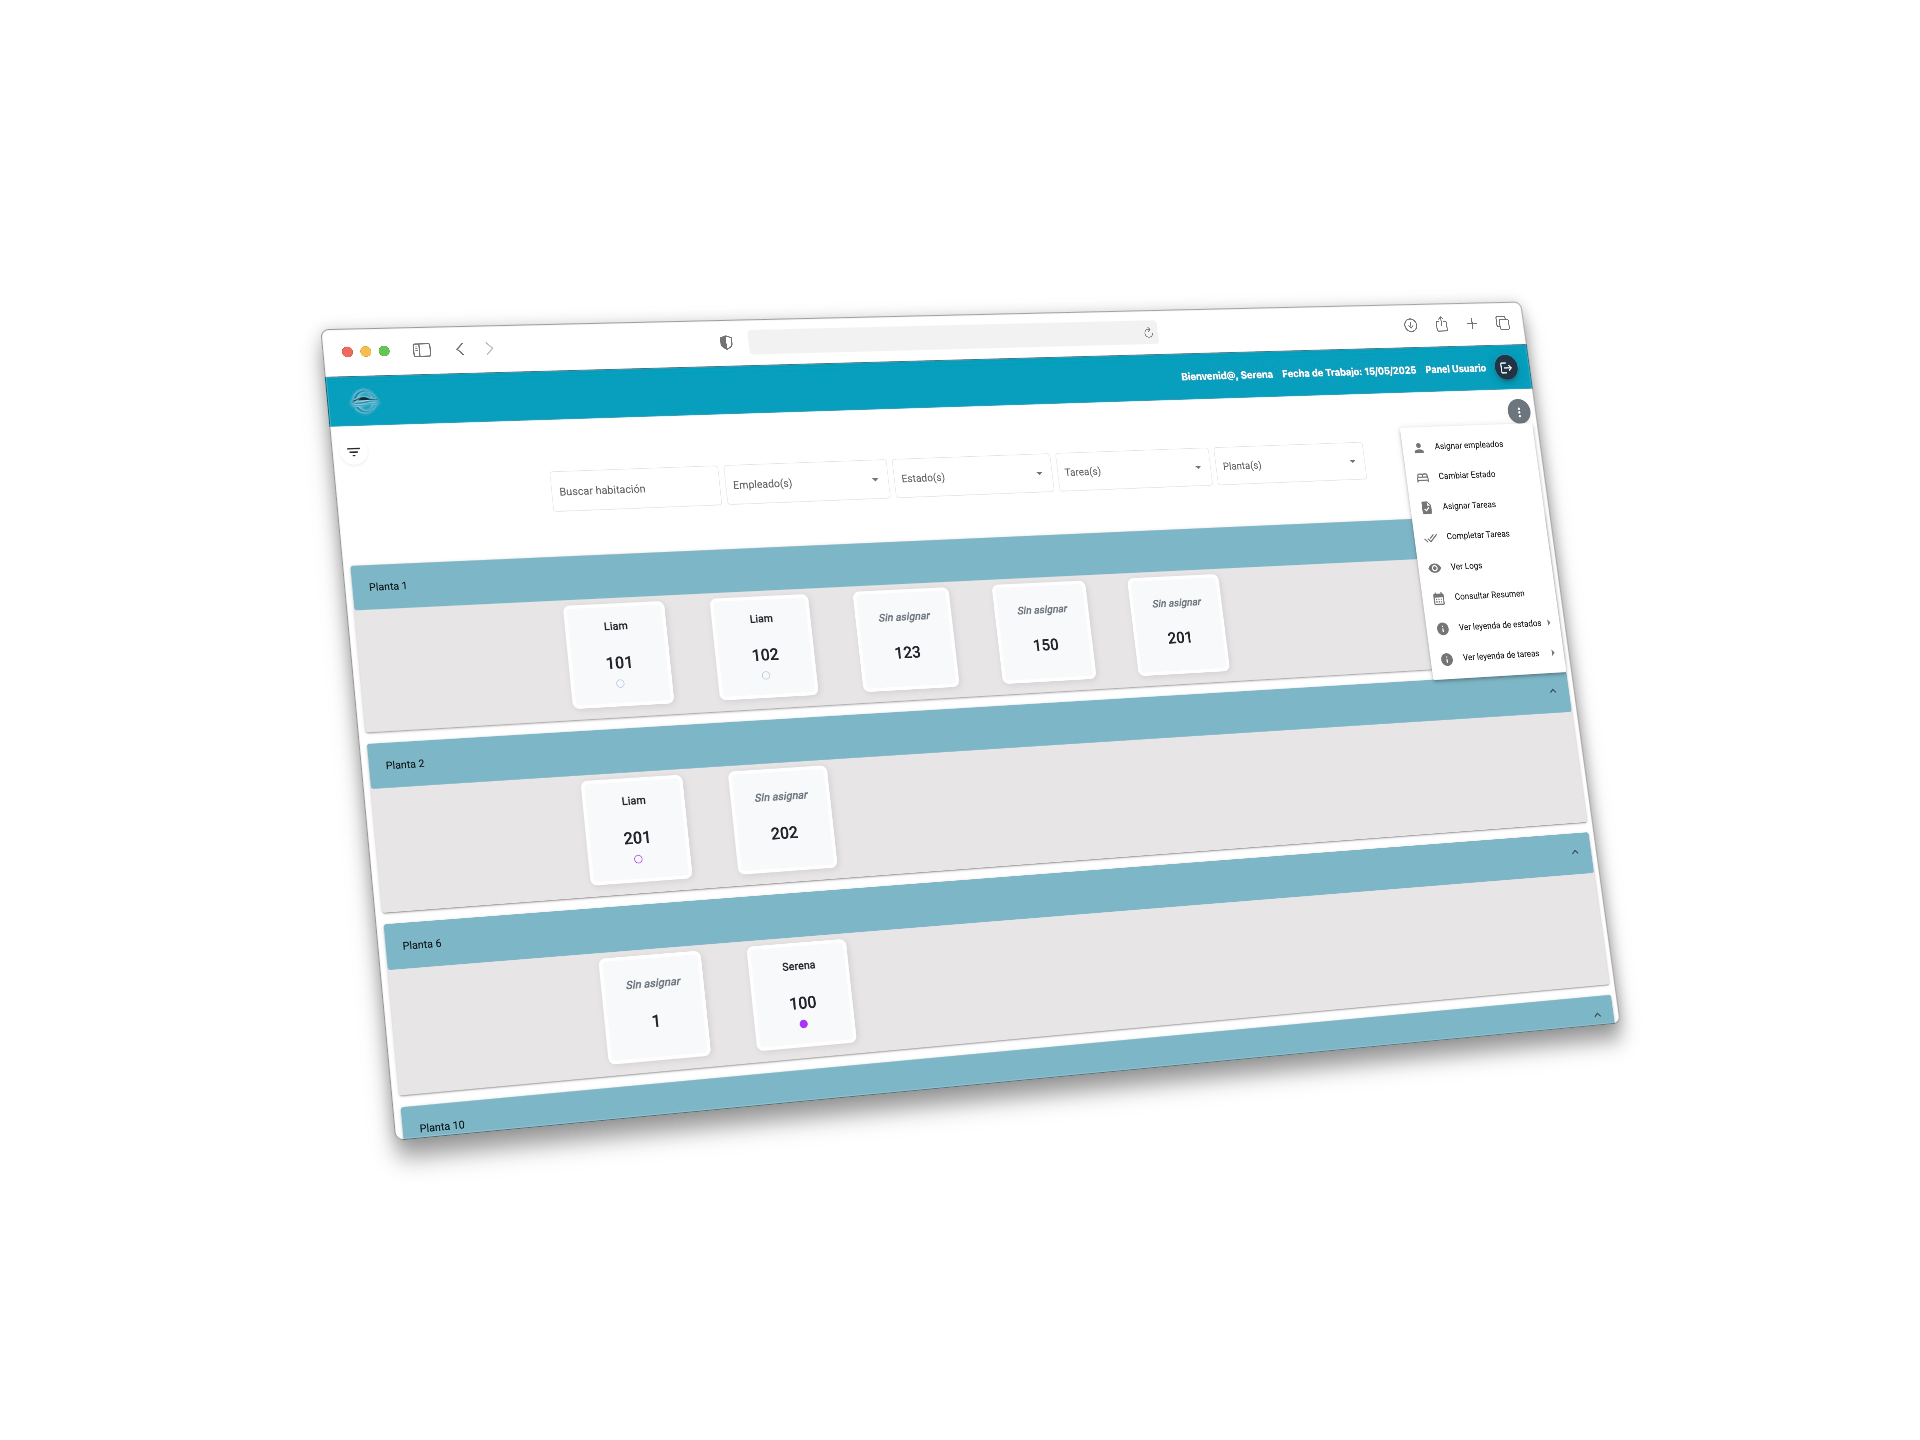 Bienvenid@, Serena Fecha de Trabajo: 15/05/2025 Panel Usuario
Buscar habitación Empleado(s) Estado(s) Tarea(s) Planta(s)
Asignar empleados
Cambiar Estado
Asignar Tareas
Completar Tareas
Ver Logs
Consultar Resumen
Ver leyenda de estados
Ver leyenda de tareas
Planta 1
Liam Liam Sin asignar Sin asignar Sin asignar
101 102 123 150 201
Planta 2
Liam Sin asignar
201 202
Planta 6
Sin asignar Serena
1 100
Planta 10